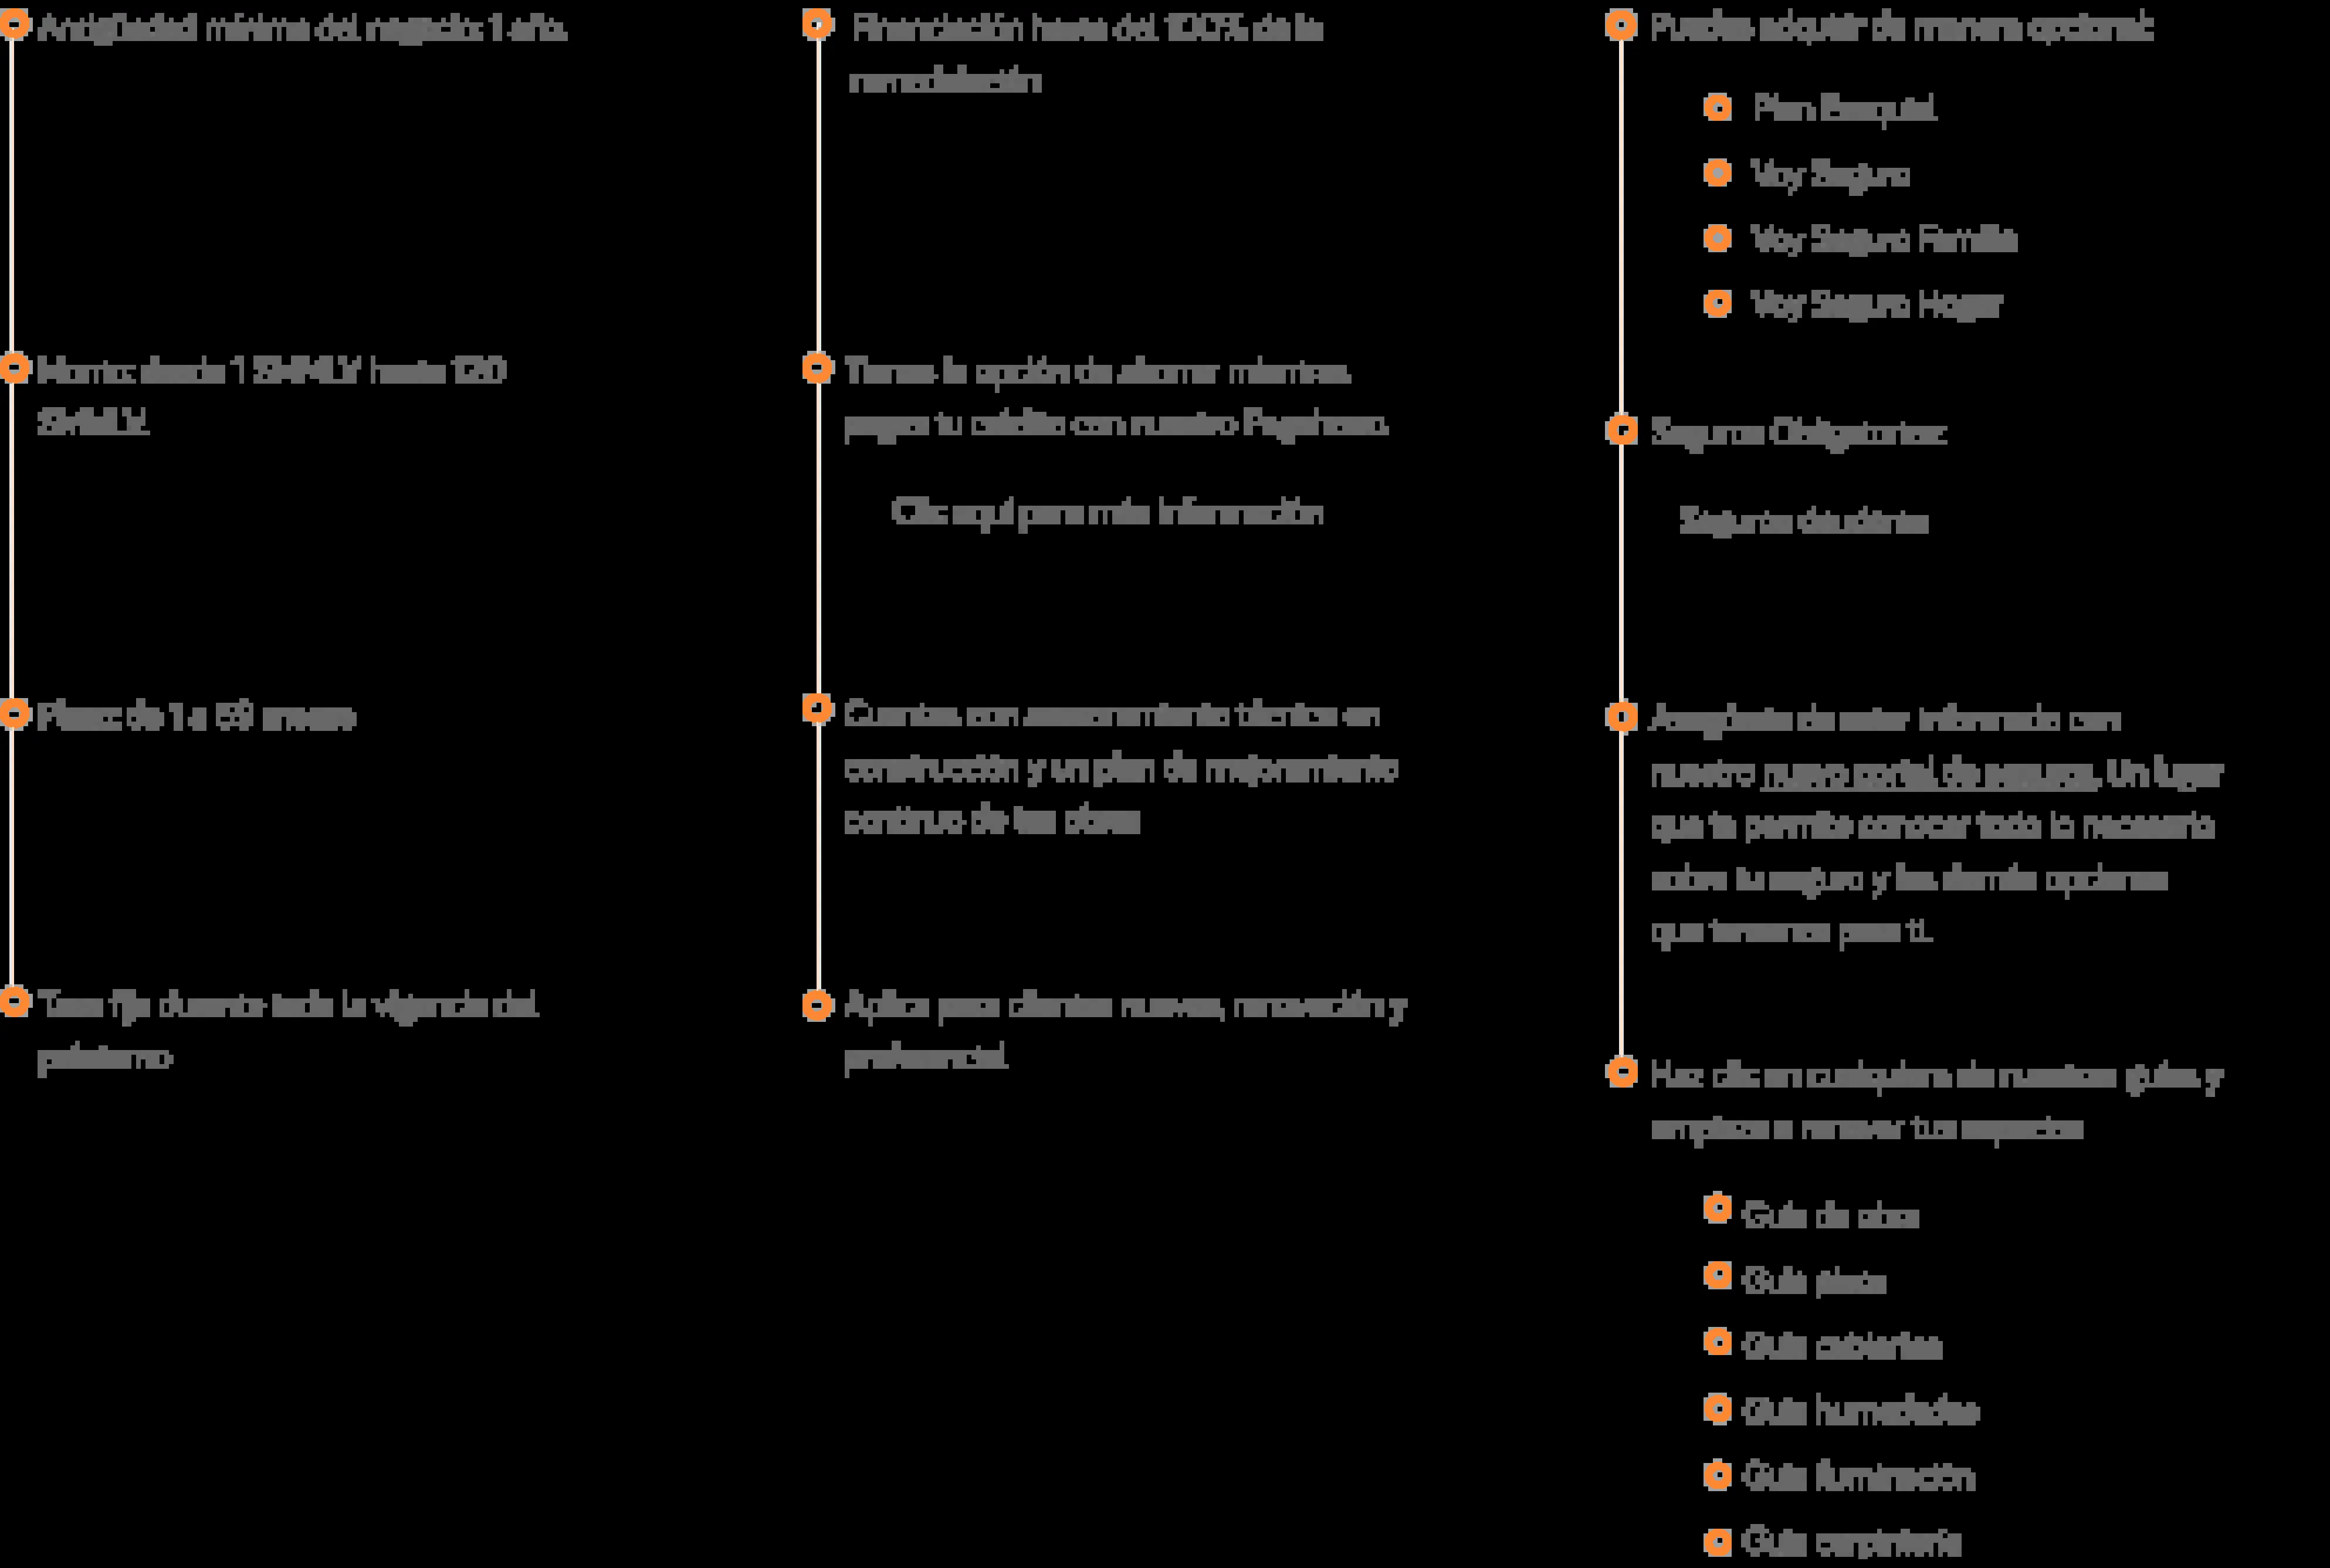 Antigüedad mínima del negocio 1 año.
Monto: desde 1 SMMLV hasta 120
SMMLV.
Plazo: de 1 a 60 meses
Tasa fija durante toda la vigencia del
préstamo
Financiación hasta del 100% de la
remodelación
Tienes la opción de ahorrar mientras
pagas tu crédito con nuestro
Clic aquí para más información
Cuentas con asesoramiento técnico en
construcción y un plan de mejoramiento
continuo de las obras
Aplica para clientes nuevos, renovación y
preferencial.
Puedes adquirir de manera opcional:
Plan Exequial
Voy Seguro
Voy Seguro Familia
Voy Seguro Hogar
Seguros Obligatorios:
Seguros deudores
Asegúrate de estar informado con
nuestro nuevo portal de seguros. Un lugar
que te permite conocer todo lo necesario
sobre tu seguro y las demás opciones
que tenemos para ti.
Haz clic en cualquiera de nuestras guías y
empieza a renovar tus espacios
Guía de obra
Guía pisos
Guía cubiertas
Guía humedades
Guía iluminación
Guía carpintería